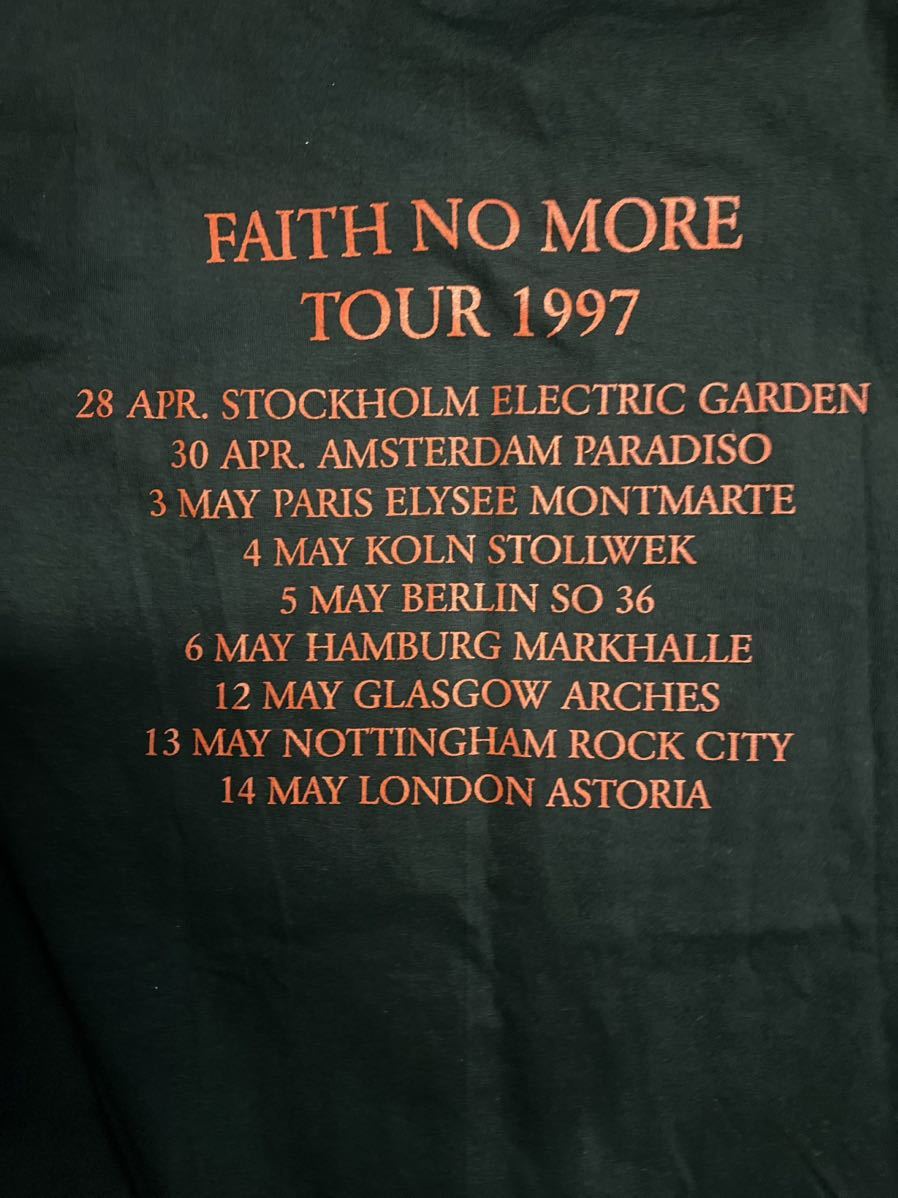 FAITH NO MORE
TOUR 1997
28 APR. STOCKHOLM ELECTRIC GARDEN
30 APR. AMSTERDAM PARADISO
3 MAY PARIS ELYSEE MONTMARTE
4 MAY KOLN STOLLWEK
5 MAY BERLIN SO 36
6 MAY HAMBURG MARKHALLE
12 MAY GLASGOW ARCHES
13 MAY NOTTINGHAM ROCK CITY
14 MAY LONDON ASTORIA